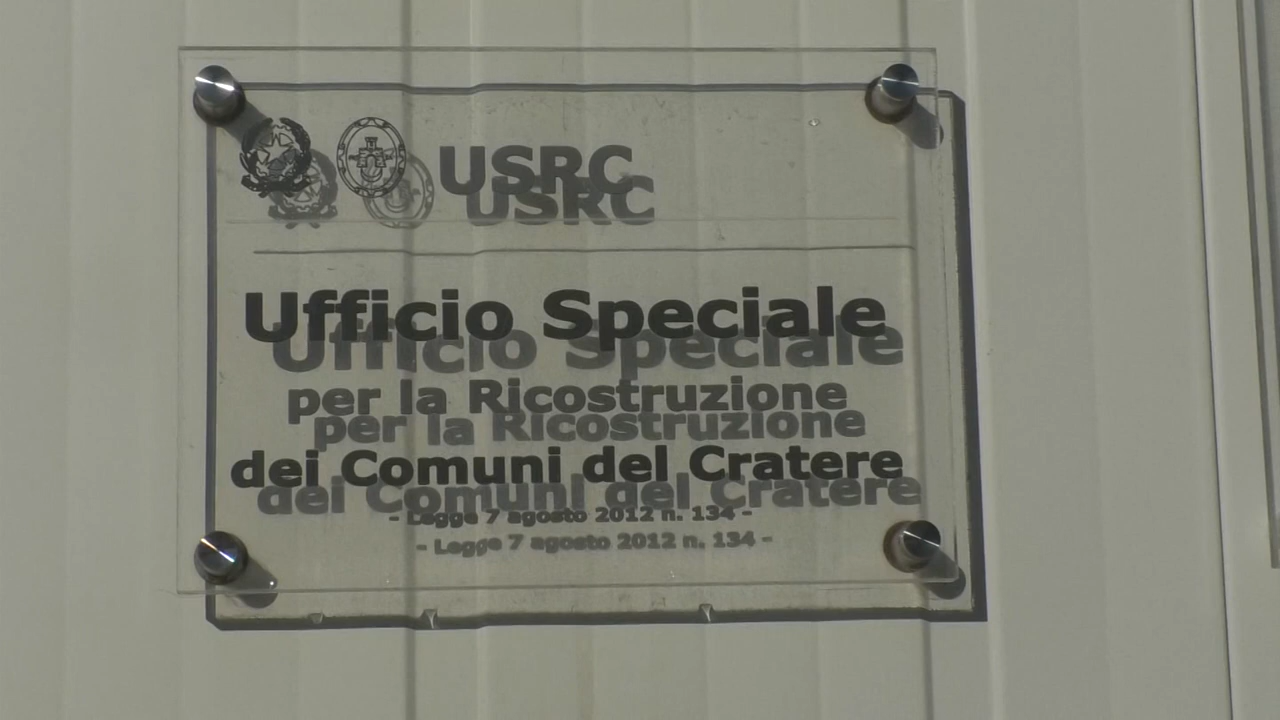 USRC
Ufficio Speciale
per la Ricostruzione
dei Comuni del Cratere
- Legge 7 agosto 2012 n. 134 -